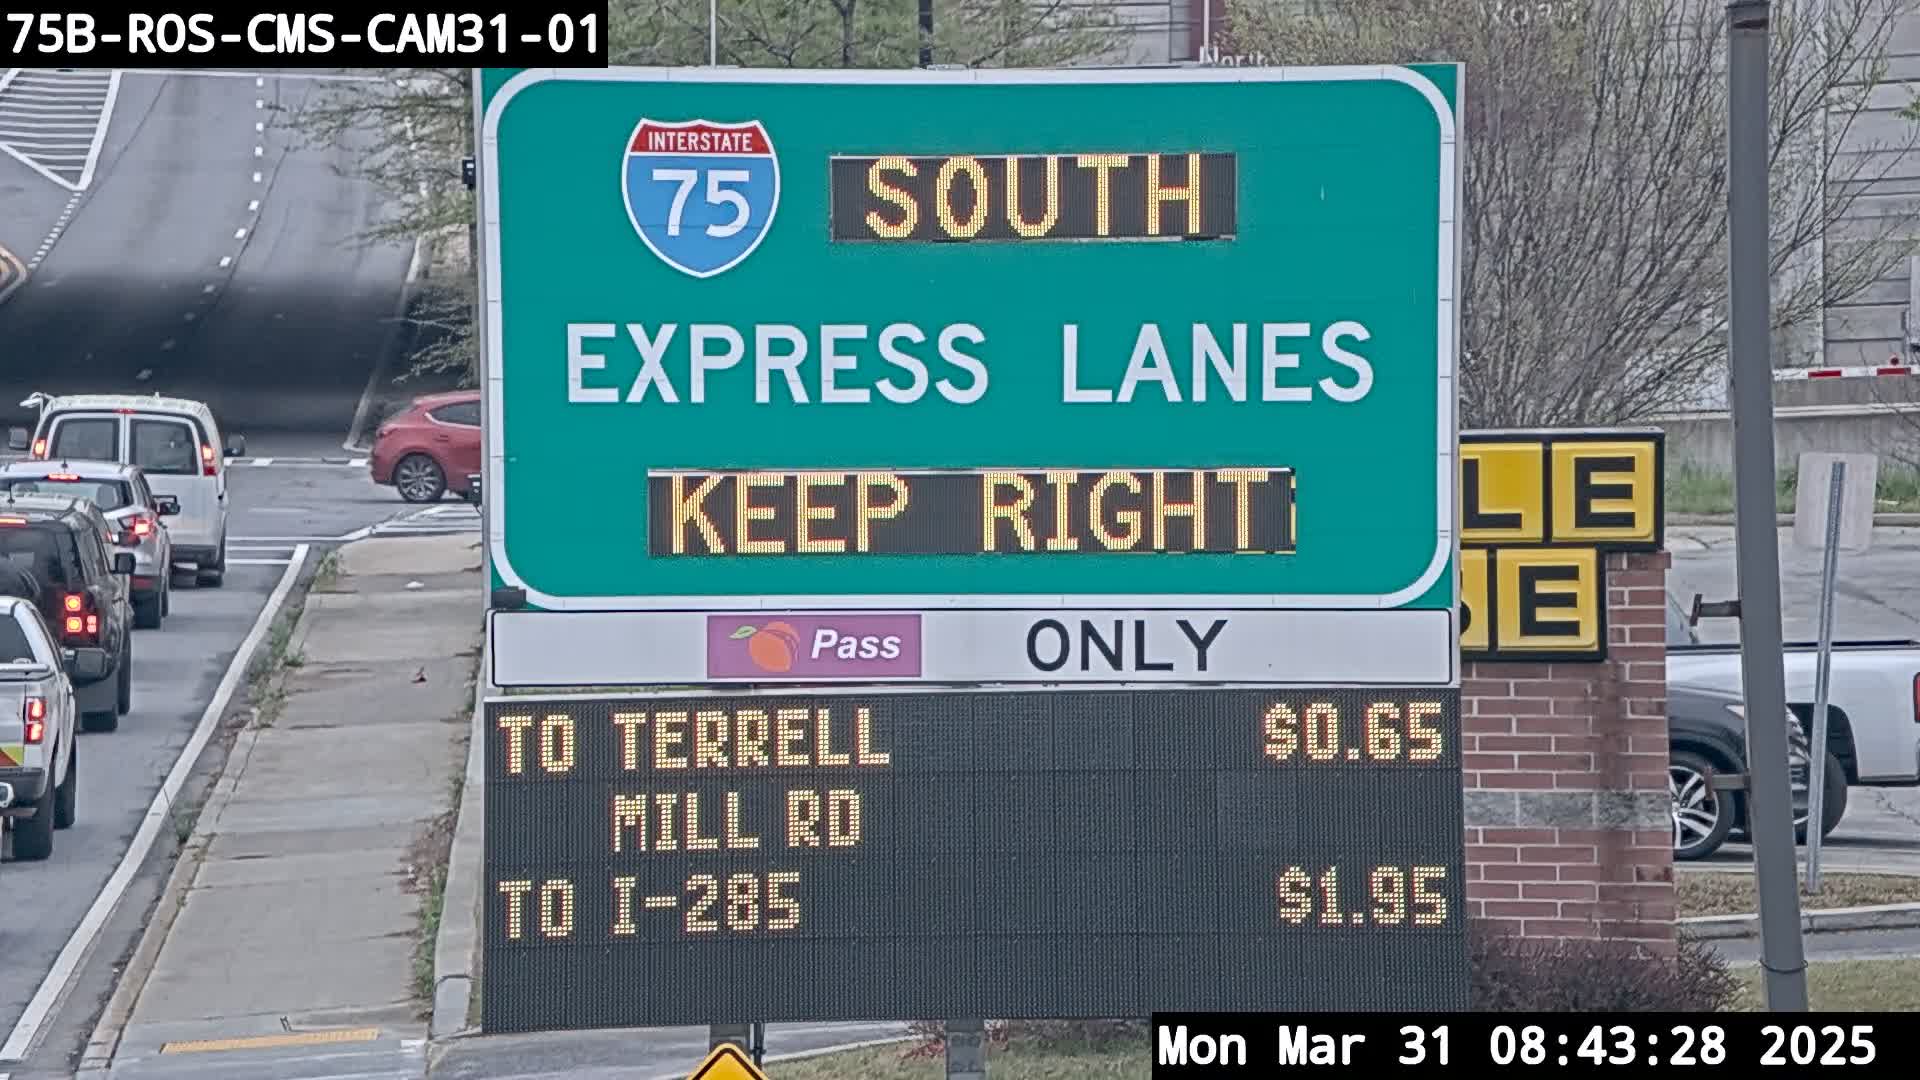 75B-ROS-CMS-CAM31-01
INTERSTATE
75
SOUTH
EXPRESS LANES
KEEP RIGHT
Pass ONLY
TO TERRELL $0.65
MILL RD
TO I-285 $1.95
LE
E
Mon Mar 31 08:43:28 2025